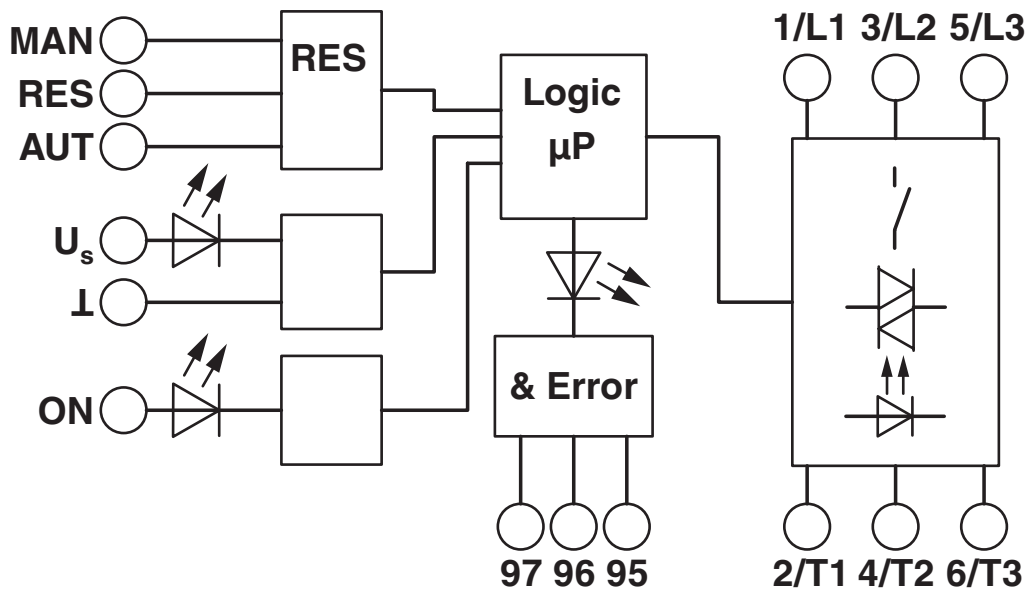 MAN
RES
AUT
Us
⊥
ON
RES
Logic
µP
& Error
97 96 95
1/L1 3/L2 5/L3
2/T1 4/T2 6/T3